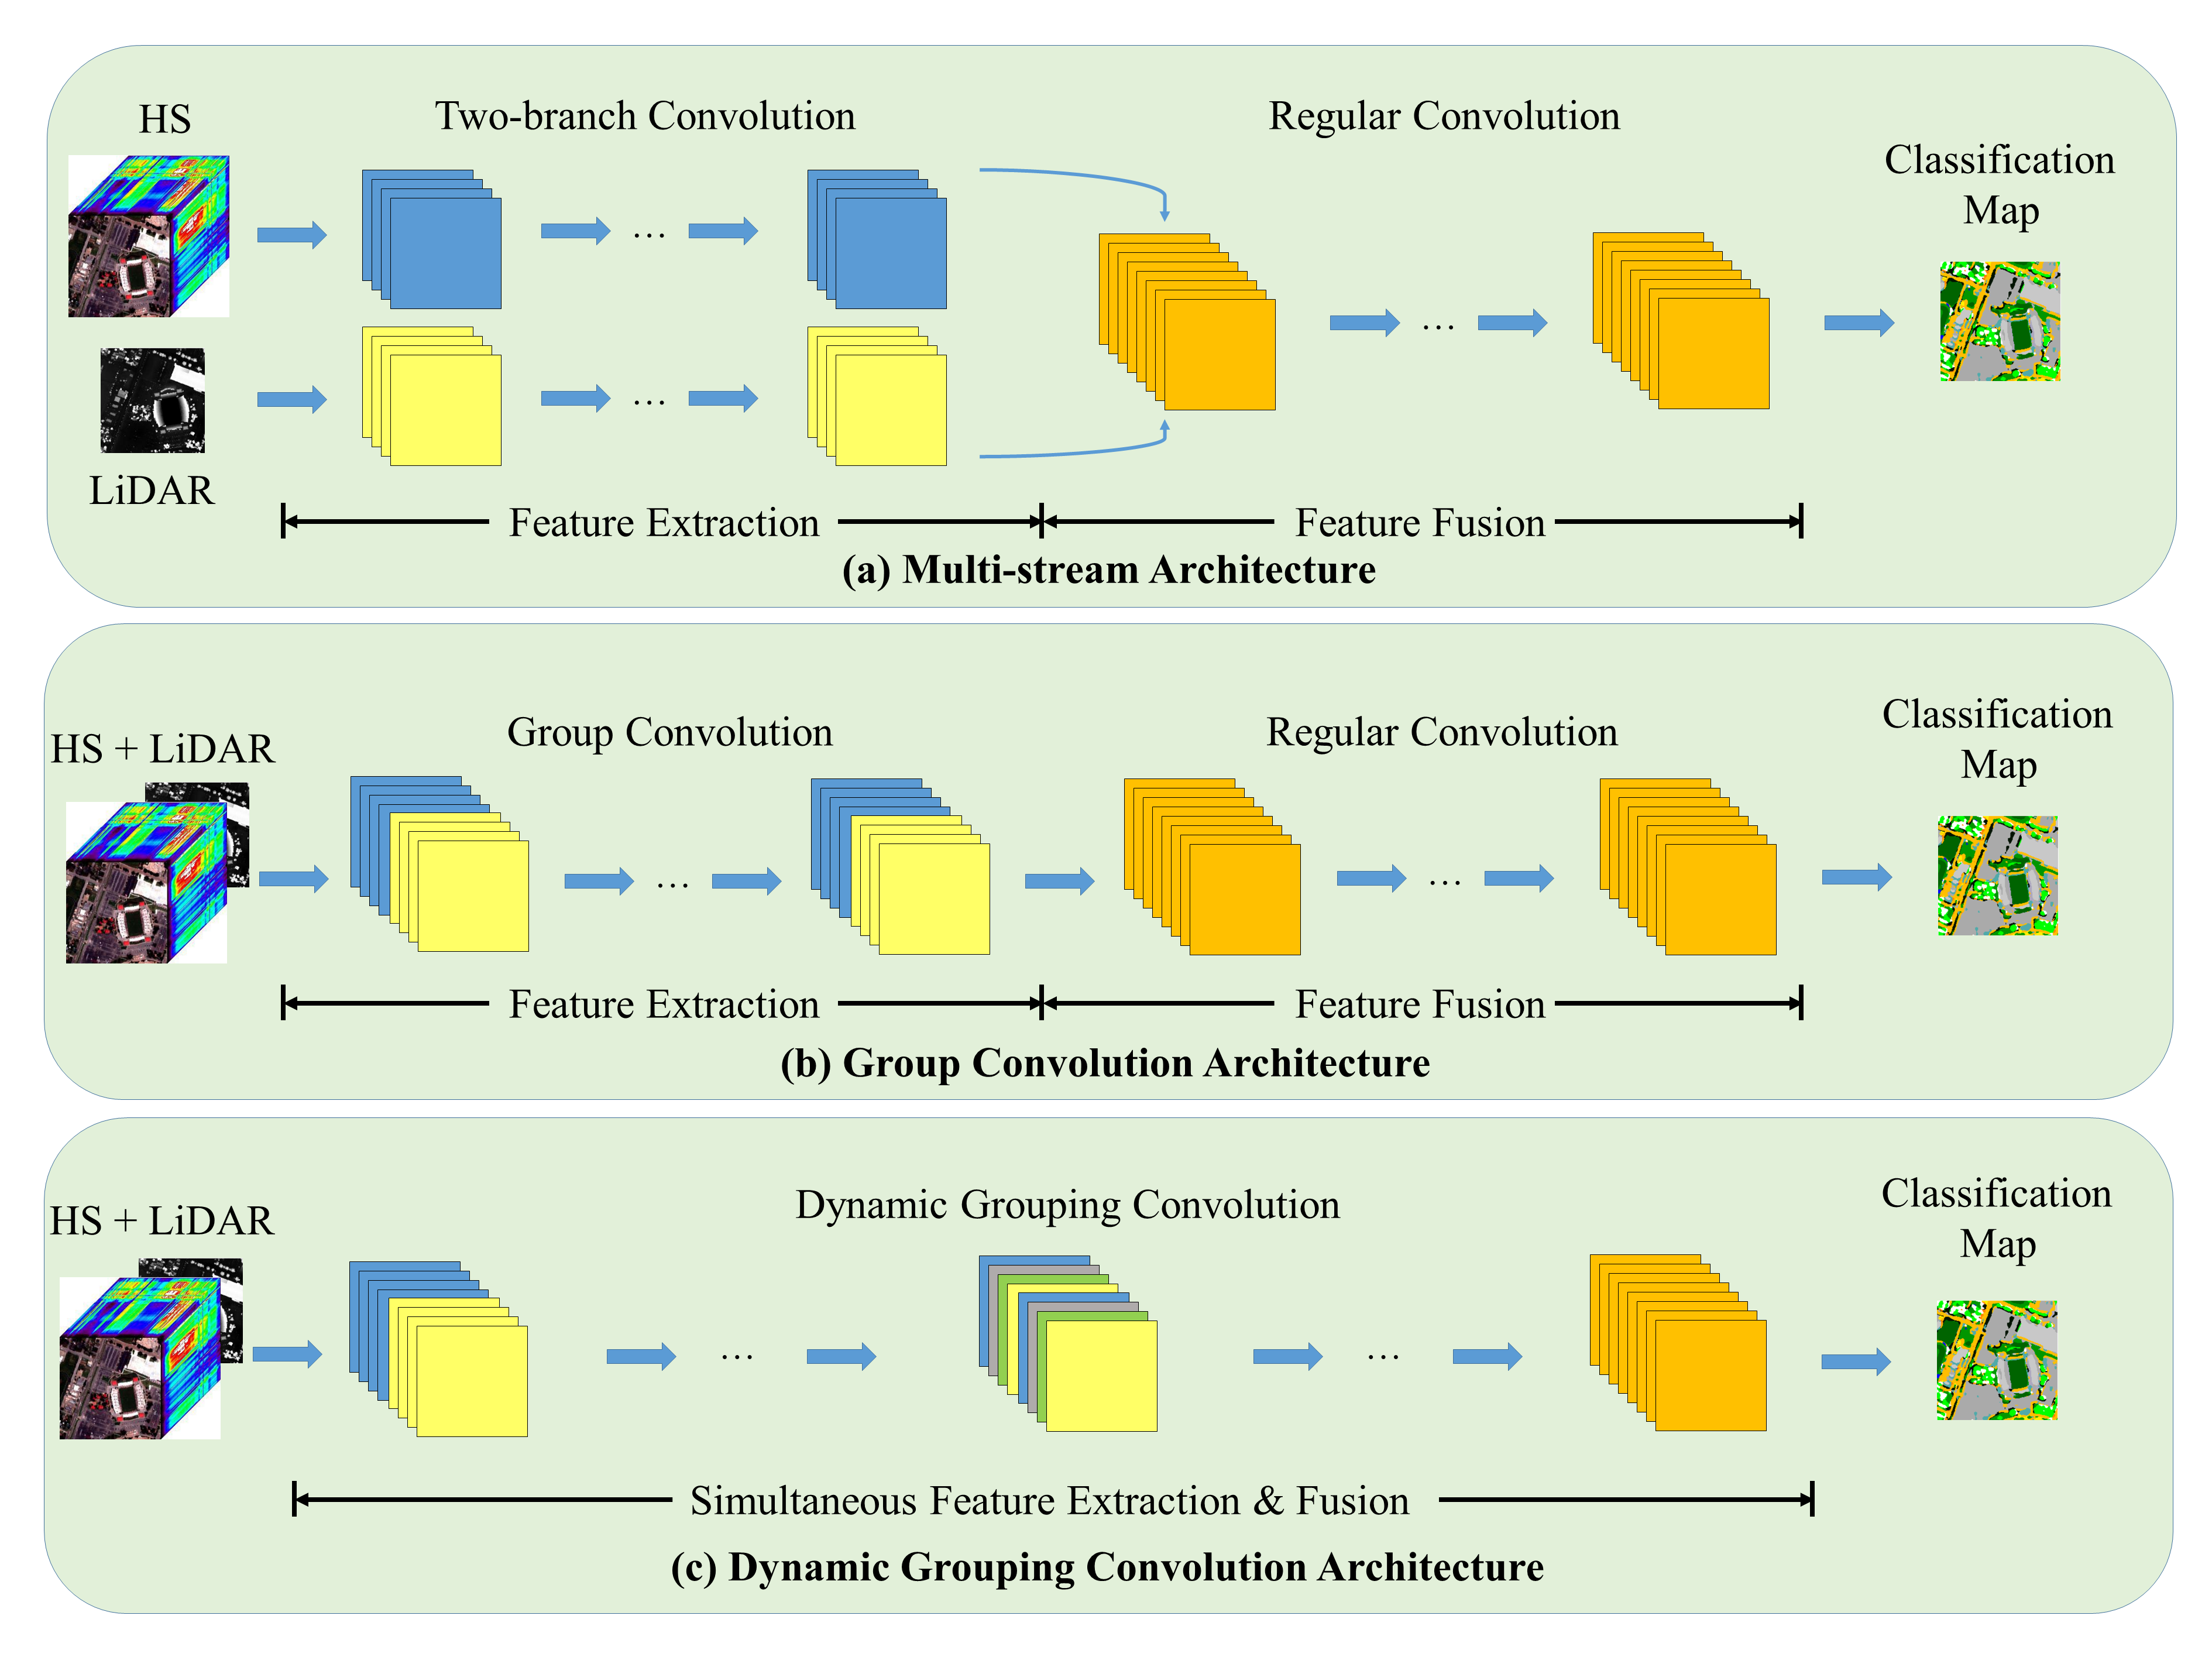 HS
Two-branch Convolution
Regular Convolution
Classification
Map
…
…
…
LiDAR
Feature Extraction
Feature Fusion
(a) Multi-stream Architecture
HS + LiDAR
Group Convolution
Regular Convolution
Classification
Map
…
…
Feature Extraction
Feature Fusion
(b) Group Convolution Architecture
HS + LiDAR
Dynamic Grouping Convolution
Classification
Map
…
…
Simultaneous Feature Extraction & Fusion
(c) Dynamic Grouping Convolution Architecture